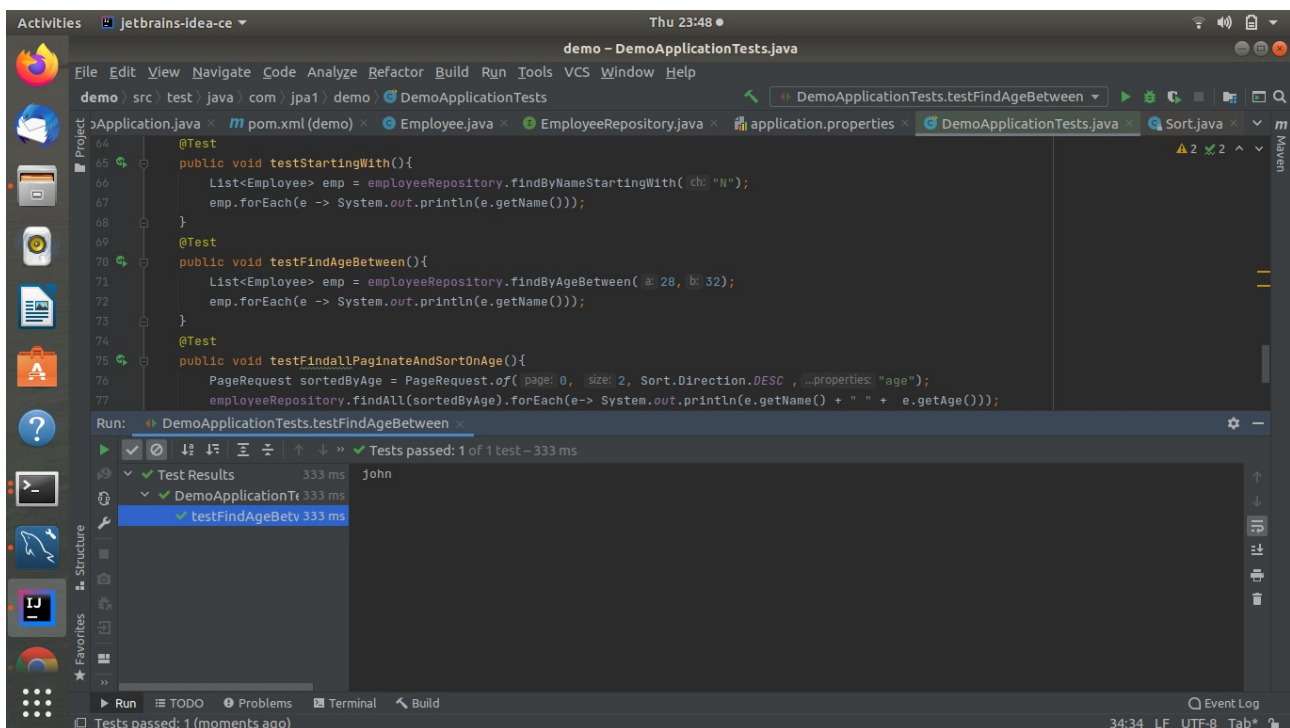 Activities jetbrains-idea-ce Thu 23:48
demo – DemoApplicationTests.java
File Edit View Navigate Code Analyze Refactor Build Run Tools VCS Window Help
demo src test java com jpa1 demo DemoApplicationTests DemoApplicationTests.testFindAgeBetween
Application.java pom.xml (demo) Employee.java EmployeeRepository.java application.properties DemoApplicationTests.java Sort.java
Project
Maven
64 @Test 2 2
65 public void testStartingWith(){
66 List<Employee> emp = employeeRepository.findByNameStartingWith( ch: "N");
67 emp.forEach(e -> System.out.println(e.getName()));
68 }
69 @Test
70 public void testFindAgeBetween(){
71 List<Employee> emp = employeeRepository.findByAgeBetween( a: 28, b: 32);
72 emp.forEach(e -> System.out.println(e.getName()));
73 }
74 @Test
75 public void testFindallPaginateAndSortOnAge(){
76 PageRequest sortedByAge = PageRequest.of( page: 0, size: 2, Sort.Direction.DESC , ...properties: "age");
77 employeeRepository.findAll(sortedByAge).forEach(e-> System.out.println(e.getName() + " " + e.getAge()));
Run: DemoApplicationTests.testFindAgeBetween
» Tests passed: 1 of 1 test – 333 ms
Test Results 333 ms john
DemoApplicationTe 333 ms
testFindAgeBetv 333 ms
Structure
Favorites
Run TODO Problems Terminal Build Event Log
Tests passed: 1 (moments ago) 34:34 LF UTF-8 Tab*